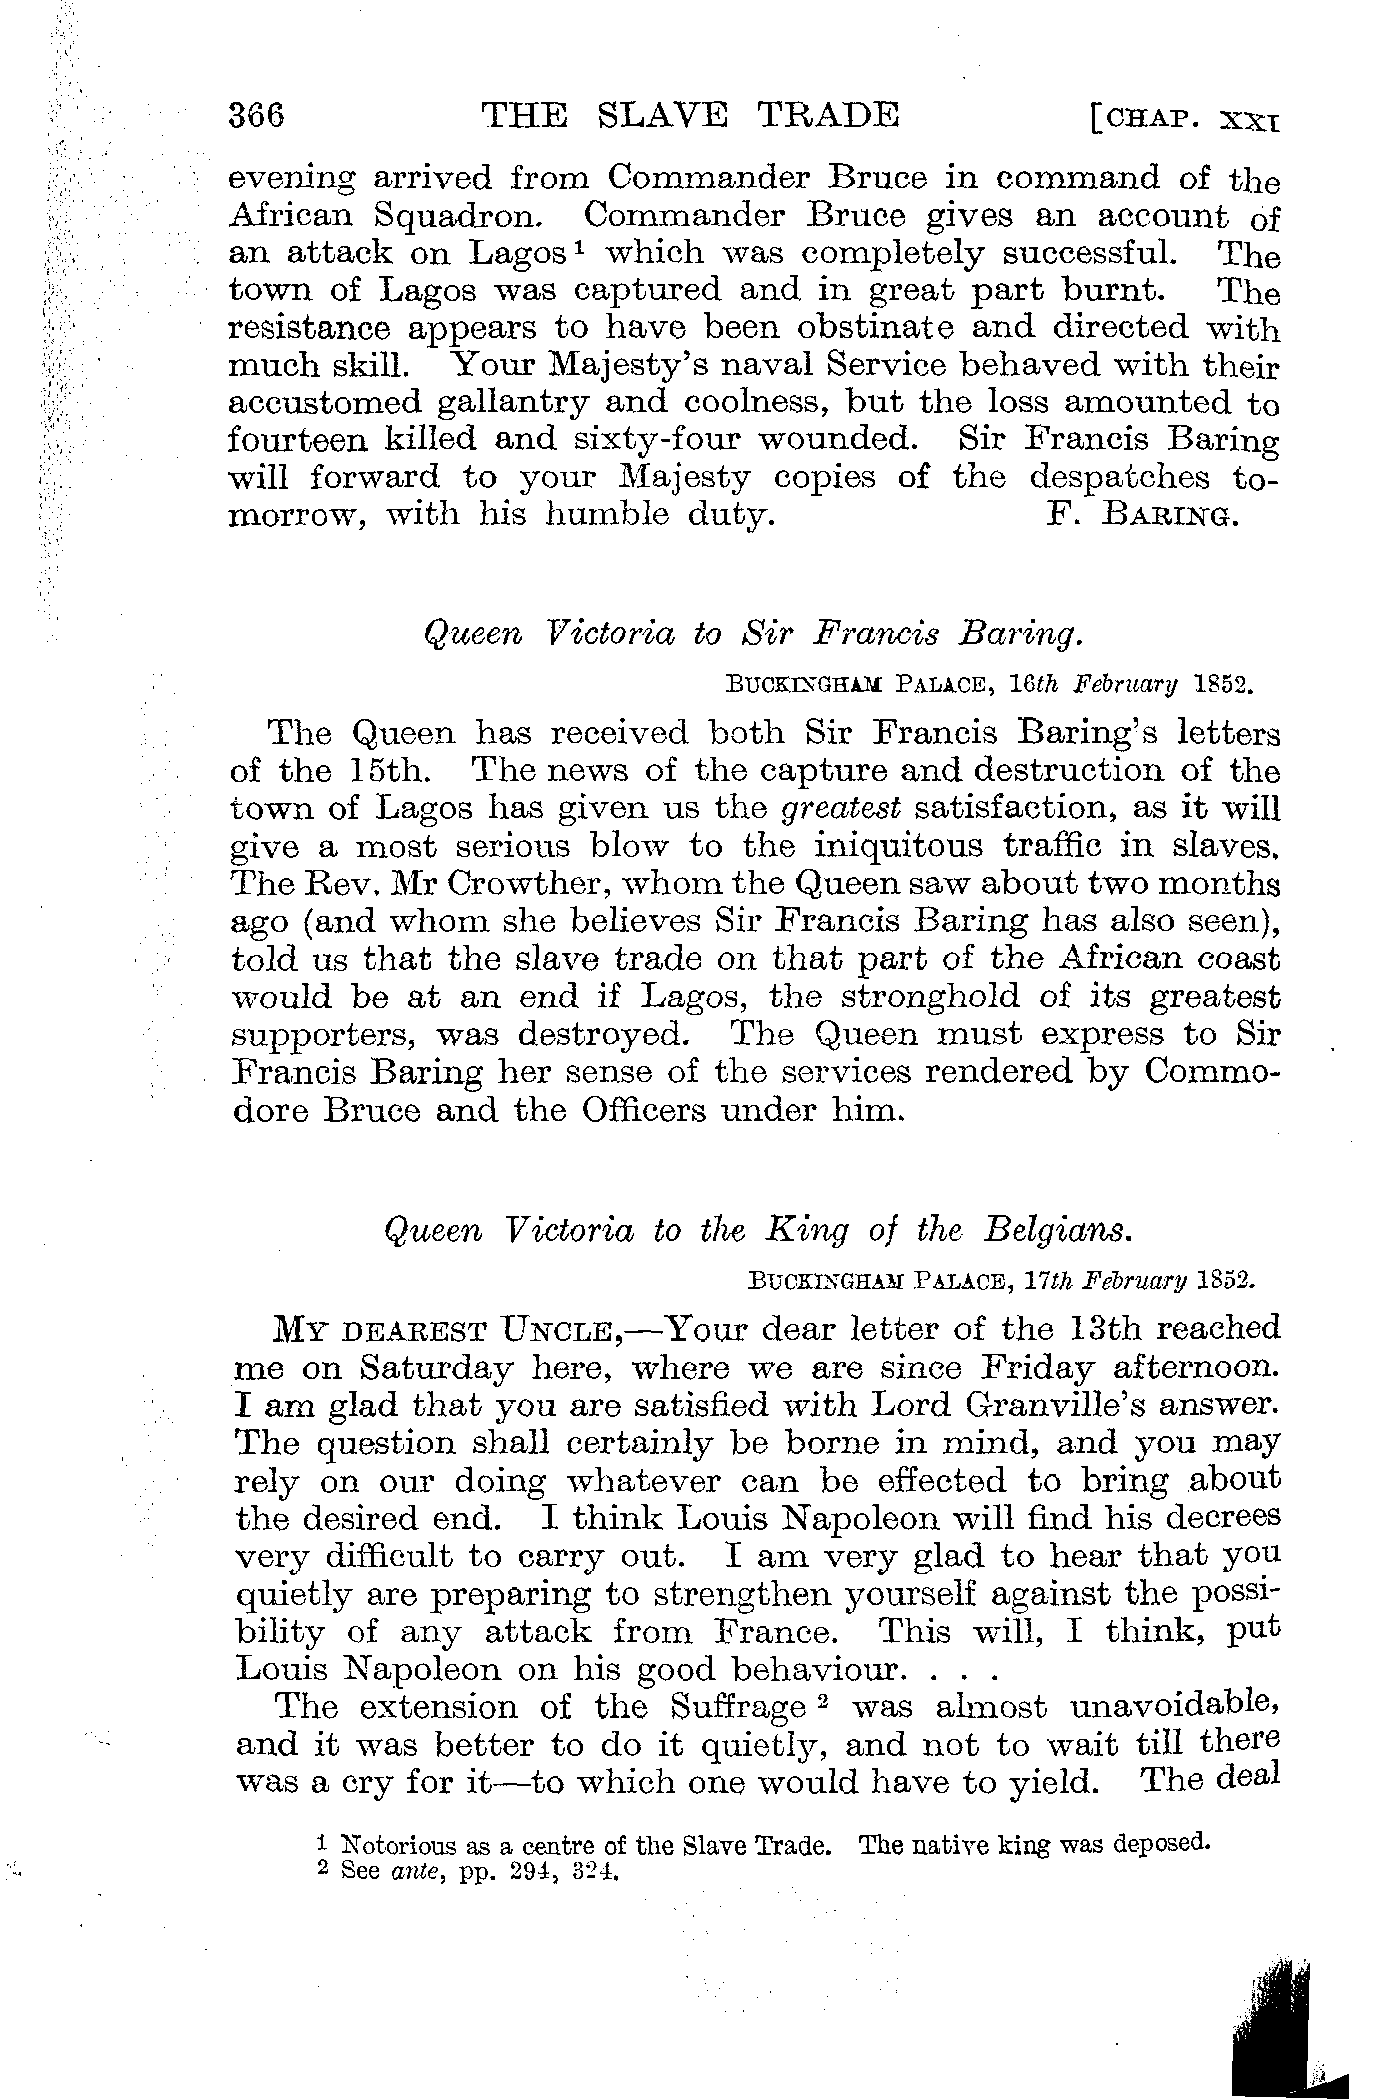 366 THE SLAVE TRADE [CHAP. XXI
evening arrived from Commander Bruce in command of the
African Squadron. Commander Bruce gives an account of
an attack on Lagos¹ which was completely successful. The
town of Lagos was captured and in great part burnt. The
resistance appears to have been obstinate and directed with
much skill. Your Majesty's naval Service behaved with their
accustomed gallantry and coolness, but the loss amounted to
fourteen killed and sixty-four wounded. Sir Francis Baring
will forward to your Majesty copies of the despatches to-
morrow, with his humble duty. F. BARING.
Queen Victoria to Sir Francis Baring.
BUCKINGHAM PALACE, 16th February 1852.
The Queen has received both Sir Francis Baring's letters
of the 15th. The news of the capture and destruction of the
town of Lagos has given us the greatest satisfaction, as it will
give a most serious blow to the iniquitous traffic in slaves.
The Rev. Mr Crowther, whom the Queen saw about two months
ago (and whom she believes Sir Francis Baring has also seen),
told us that the slave trade on that part of the African coast
would be at an end if Lagos, the stronghold of its greatest
supporters, was destroyed. The Queen must express to Sir
Francis Baring her sense of the services rendered by Commo-
dore Bruce and the Officers under him.
Queen Victoria to the King of the Belgians.
BUCKINGHAM PALACE, 17th February 1852.
MY DEAREST UNCLE,—Your dear letter of the 13th reached
me on Saturday here, where we are since Friday afternoon.
I am glad that you are satisfied with Lord Granville's answer.
The question shall certainly be borne in mind, and you may
rely on our doing whatever can be effected to bring about
the desired end. I think Louis Napoleon will find his decrees
very difficult to carry out. I am very glad to hear that you
quietly are preparing to strengthen yourself against the possi-
bility of any attack from France. This will, I think, put
Louis Napoleon on his good behaviour. . . .
The extension of the Suffrage ² was almost unavoidable,
and it was better to do it quietly, and not to wait till there
was a cry for it—to which one would have to yield. The deal
1 Notorious as a centre of the Slave Trade. The native king was deposed.
2 See ante, pp. 294, 324.